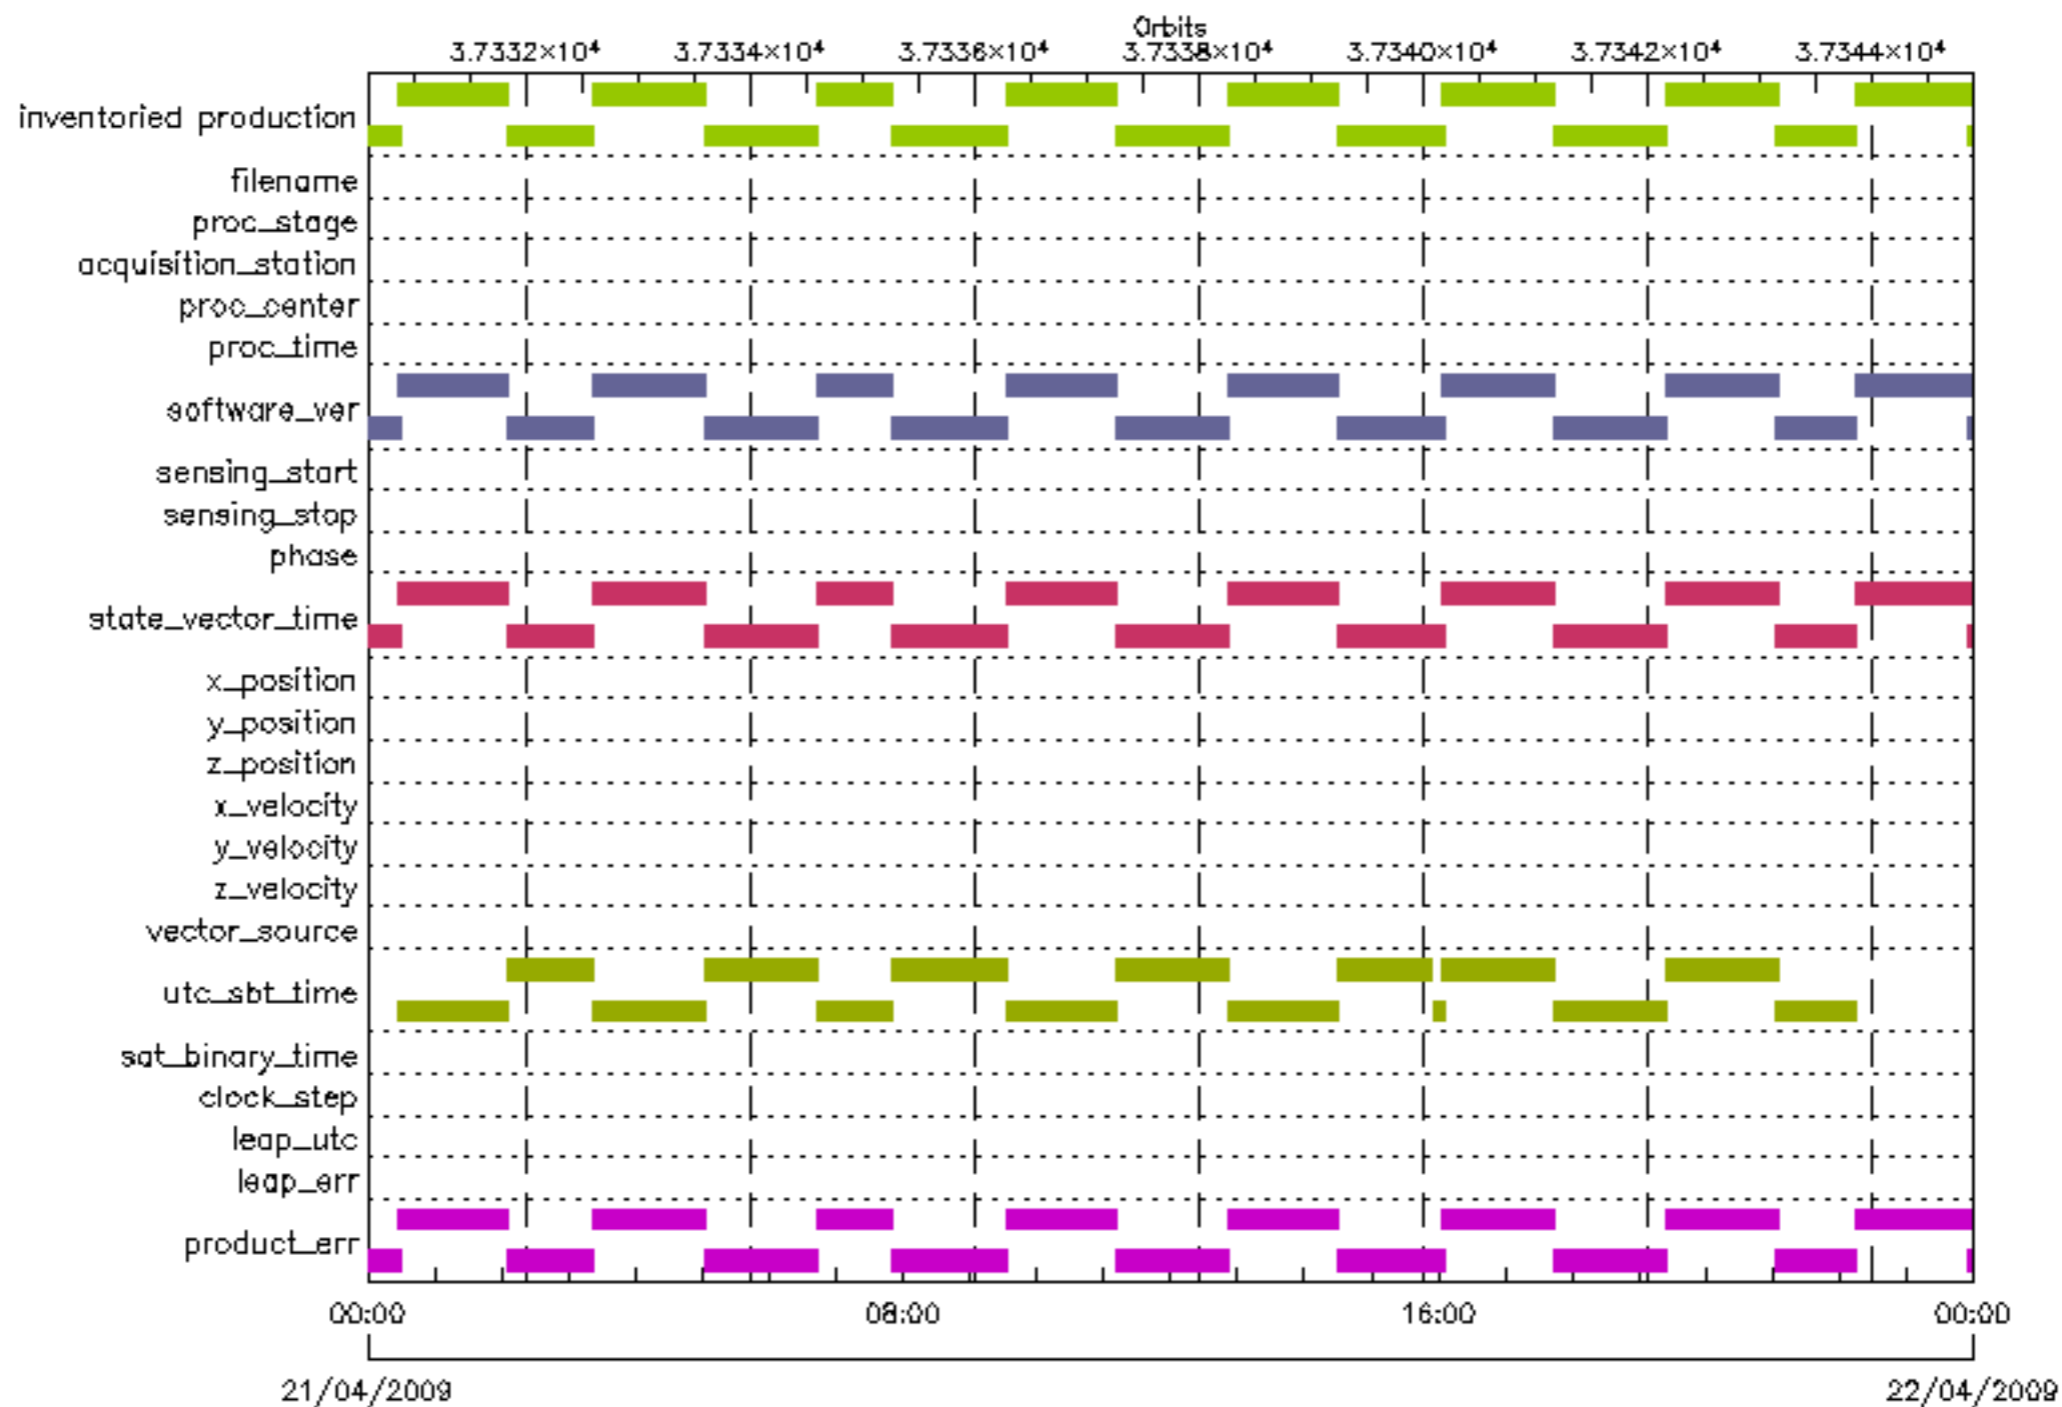 Orbits
3.7332×10⁴ 3.7334×10⁴ 3.7336×10⁴ 3.7338×10⁴ 3.7340×10⁴ 3.7342×10⁴ 3.7344×10⁴
inventoried production
filename
proc_stage
acquisition_station
proc_center
proc_time
software_ver
sensing_start
sensing_stop
phase
state_vector_time
x_position
y_position
z_position
x_velocity
y_velocity
z_velocity
vector_source
utc_sbt_time
sat_binary_time
clock_step
leap_utc
leap_err
product_err
00:00 08:00 16:00 00:00
21/04/2009 22/04/2009